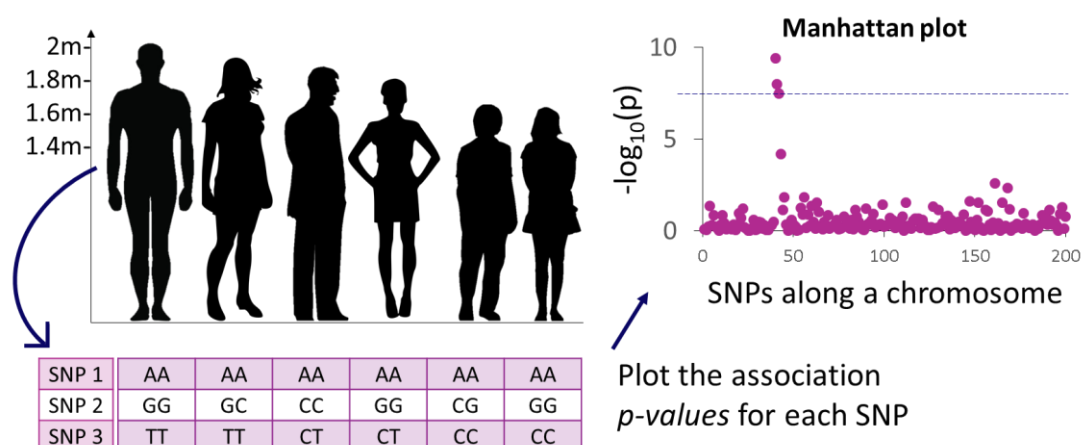 2m-
1.8m-
1.6m-
1.4m-
SNP 1 AA AA AA AA AA AA
SNP 2 GG GC CC GG CG GG
SNP 3 TT TT CT CT CC CC
Manhattan plot
10
5
0
-log₁₀(p)
0 50 100 150 200
SNPs along a chromosome
Plot the association
p-values for each SNP